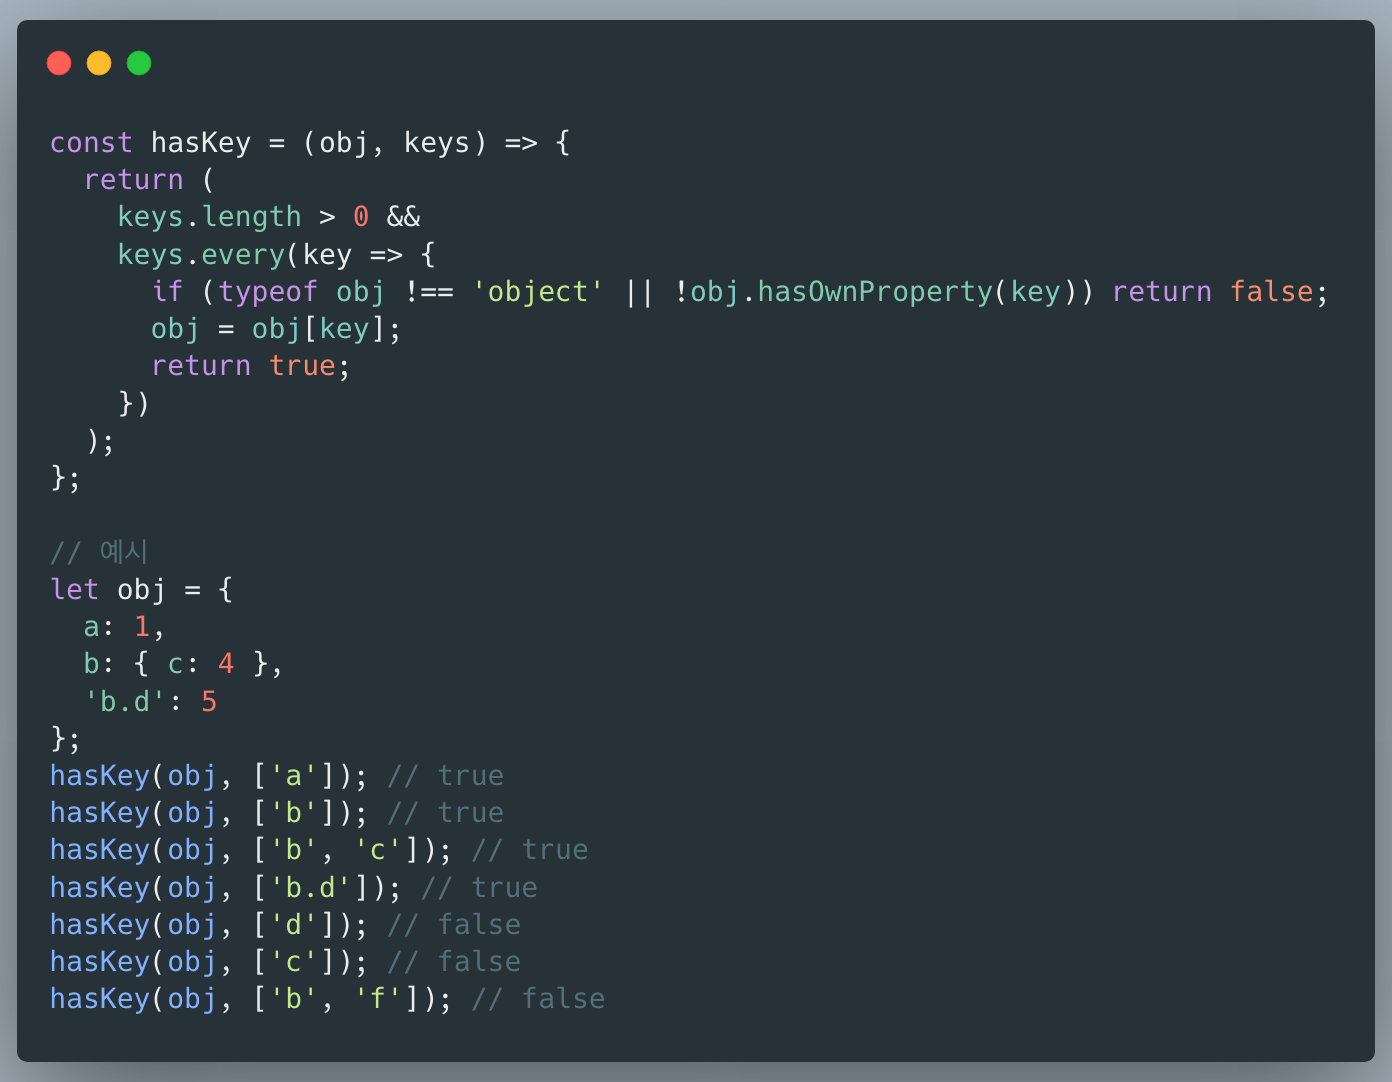 const hasKey = (obj, keys) => {
  return (
    keys.length > 0 &&
    keys.every(key => {
      if (typeof obj !== 'object' || !obj.hasOwnProperty(key)) return false;
      obj = obj[key];
      return true;
    })
  );
};

// 예시
let obj = {
  a: 1,
  b: { c: 4 },
  'b.d': 5
};
hasKey(obj, ['a']); // true
hasKey(obj, ['b']); // true
hasKey(obj, ['b', 'c']); // true
hasKey(obj, ['b.d']); // true
hasKey(obj, ['d']); // false
hasKey(obj, ['c']); // false
hasKey(obj, ['b', 'f']); // false